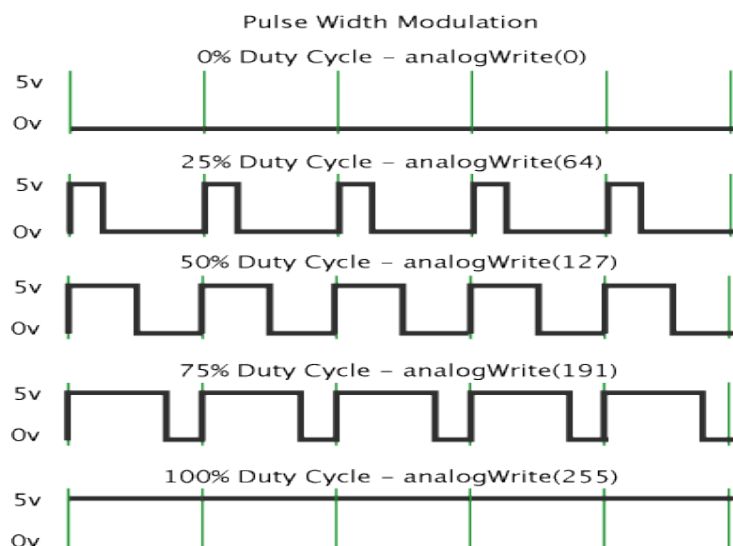 Pulse Width Modulation
0% Duty Cycle – analogWrite(0)
5v
0v
25% Duty Cycle – analogWrite(64)
5v
0v
50% Duty Cycle – analogWrite(127)
5v
0v
75% Duty Cycle – analogWrite(191)
5v
0v
100% Duty Cycle – analogWrite(255)
5v
0v